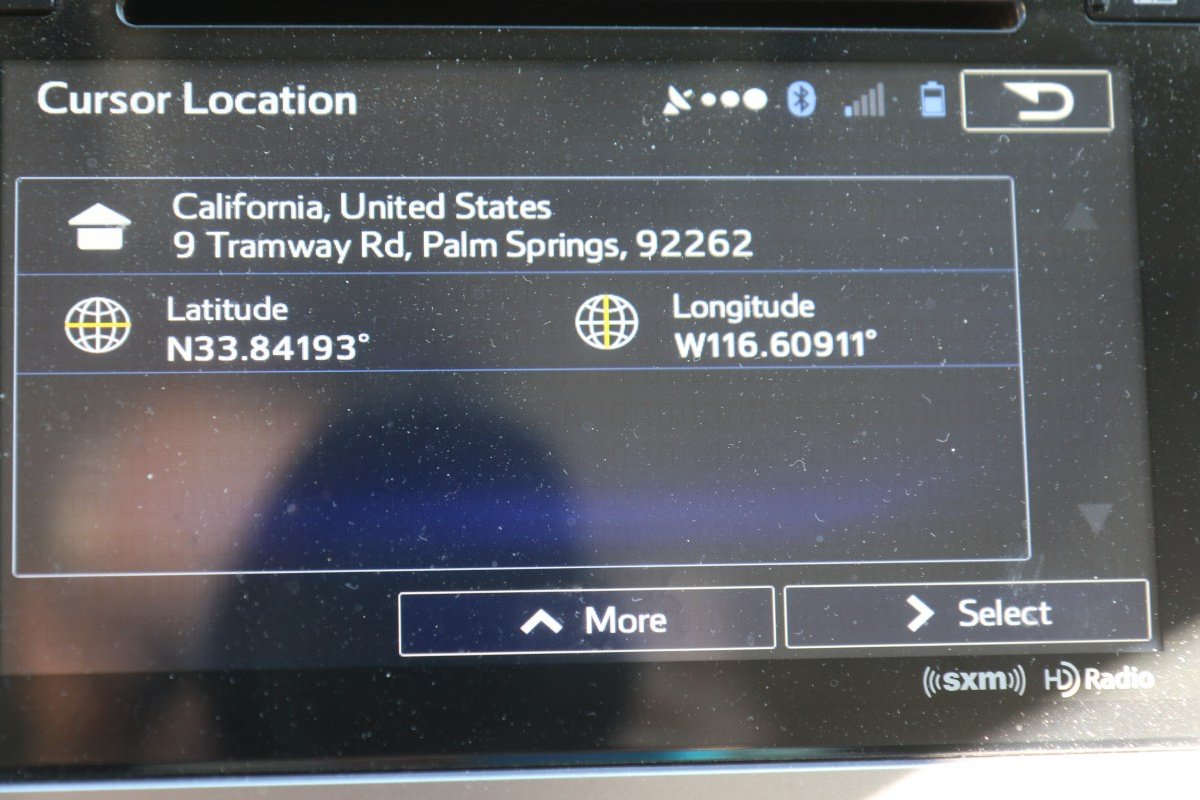 Cursor Location
California, United States
9 Tramway Rd, Palm Springs, 92262
Latitude
N33.84193°
Longitude
W116.60911°
More
Select
((sxm)) HD Radio